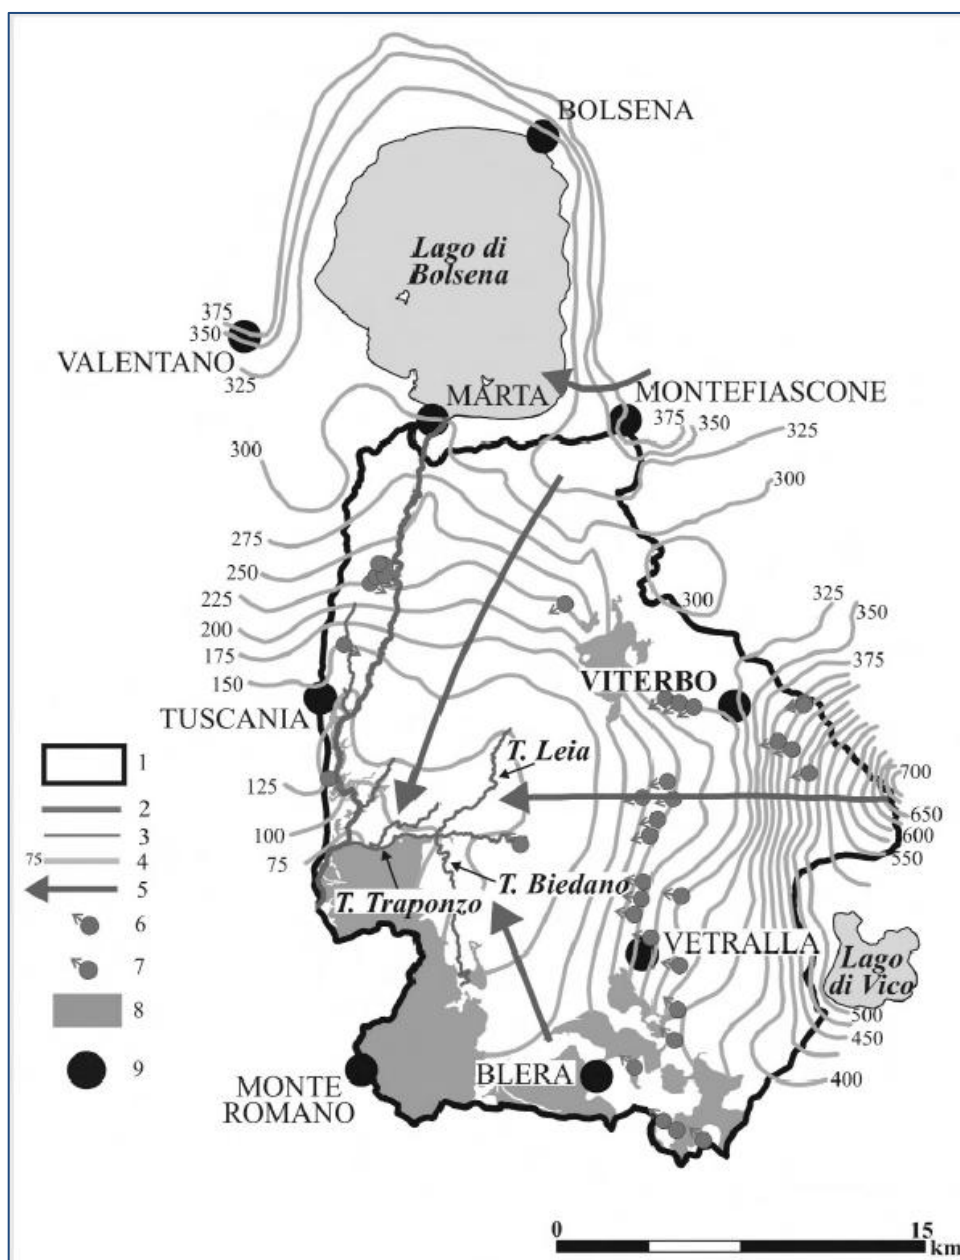 BOLSENA
Lago di
Bolsena
375
350
VALENTANO
325
MARTA
MONTEFIASCONE
375
350
325
300
300
275
250
225
200
175
150
300
325
350
375
VITERBO
TUSCANIA
T. Leia
125
100
75
700
650
600
550
T. Traponzo
T. Biedano
VETRALLA
Lago
di Vico
500
450
400
BLERA
MONTE
ROMANO
1
2
3
75
4
5
6
7
8
9
0
15
km